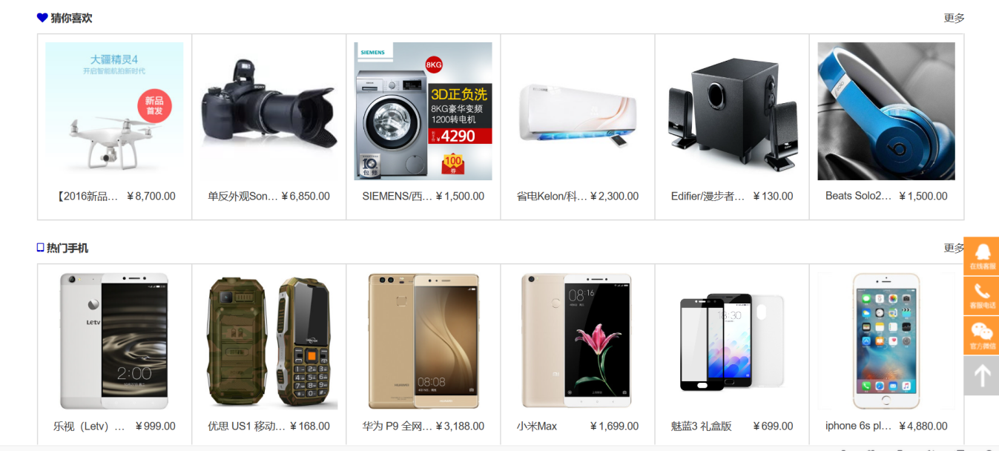 猜你喜欢
更多
大疆精灵4
开启智能航拍新时代
新品
首发
【2016新品… ¥8,700.00
单反外观Son… ¥6,850.00
SIEMENS
8KG
3D正负洗
8KG豪华变频
1200转电机
¥4290
10
包修
100
券
SIEMENS/西… ¥1,500.00
省电Kelon/科… ¥2,300.00
Edifier/漫步者… ¥130.00
Beats Solo2… ¥1,500.00
热门手机
更多
Letv
2:00
乐视（Letv）… ¥999.00
优思 US1 移动… ¥168.00
08:08
HUAWEI
华为 P9 全网… ¥3,188.00
08:16
小米Max ¥1,699.00
18:30
魅蓝3 礼盒版 ¥699.00
iphone 6s pl… ¥4,880.00
在线客服
客服电话
官方微信